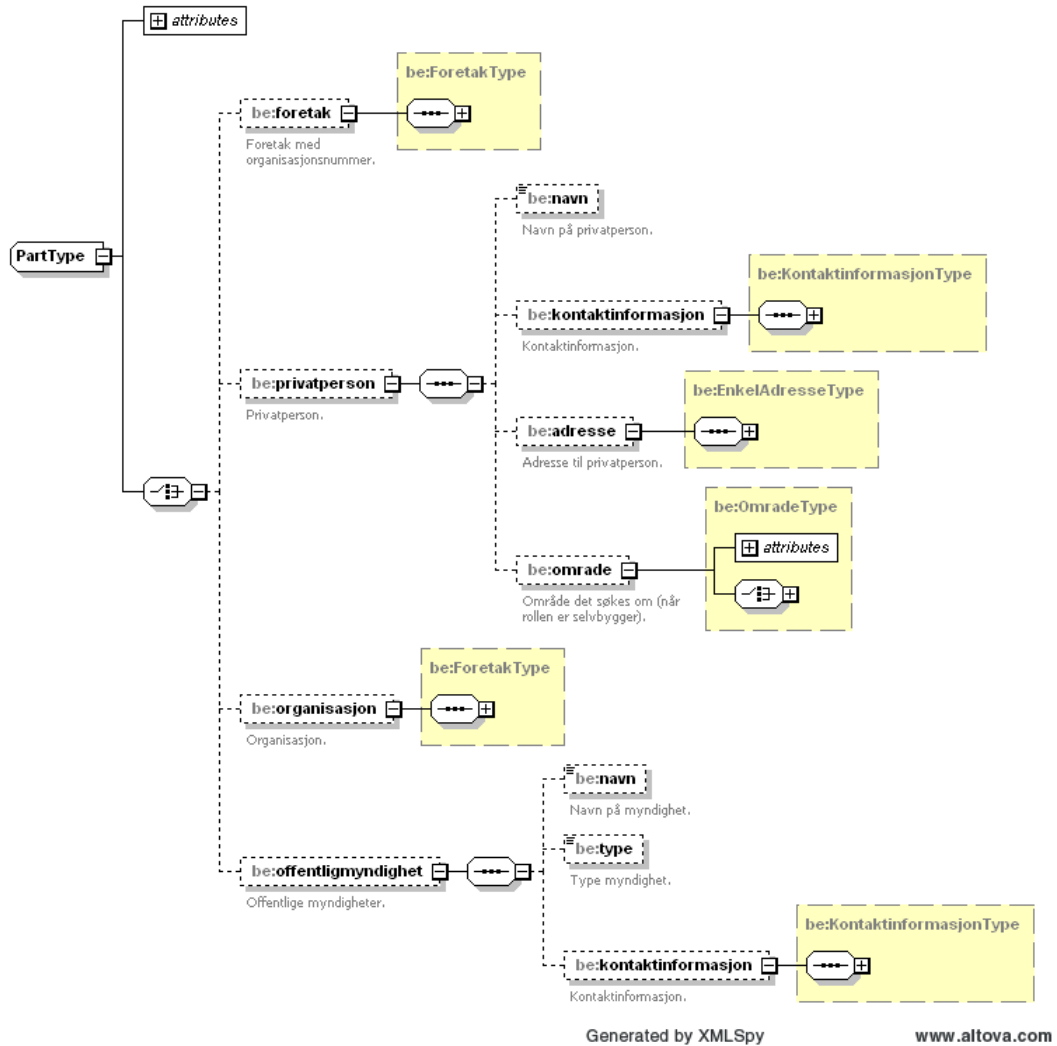 attributes
be:ForetakType
be:foretak
Foretak med
organisasjonsnummer.
be:navn
Navn på privatperson.
PartType
be:KontaktinformasjonType
be:kontaktinformasjon
Kontaktinformasjon.
be:privatperson
Privatperson.
be:EnkelAdresseType
be:adresse
Adresse til privatperson.
be:OmradeType
attributes
be:omrade
Område det søkes om (når
rollen er selvbygger).
be:ForetakType
be:organisasjon
Organisasjon.
be:navn
Navn på myndighet.
be:type
Type myndighet.
be:offentligmyndighet
Offentlige myndigheter.
be:KontaktinformasjonType
be:kontaktinformasjon
Kontaktinformasjon.
Generated by XMLSpy
www.altova.com